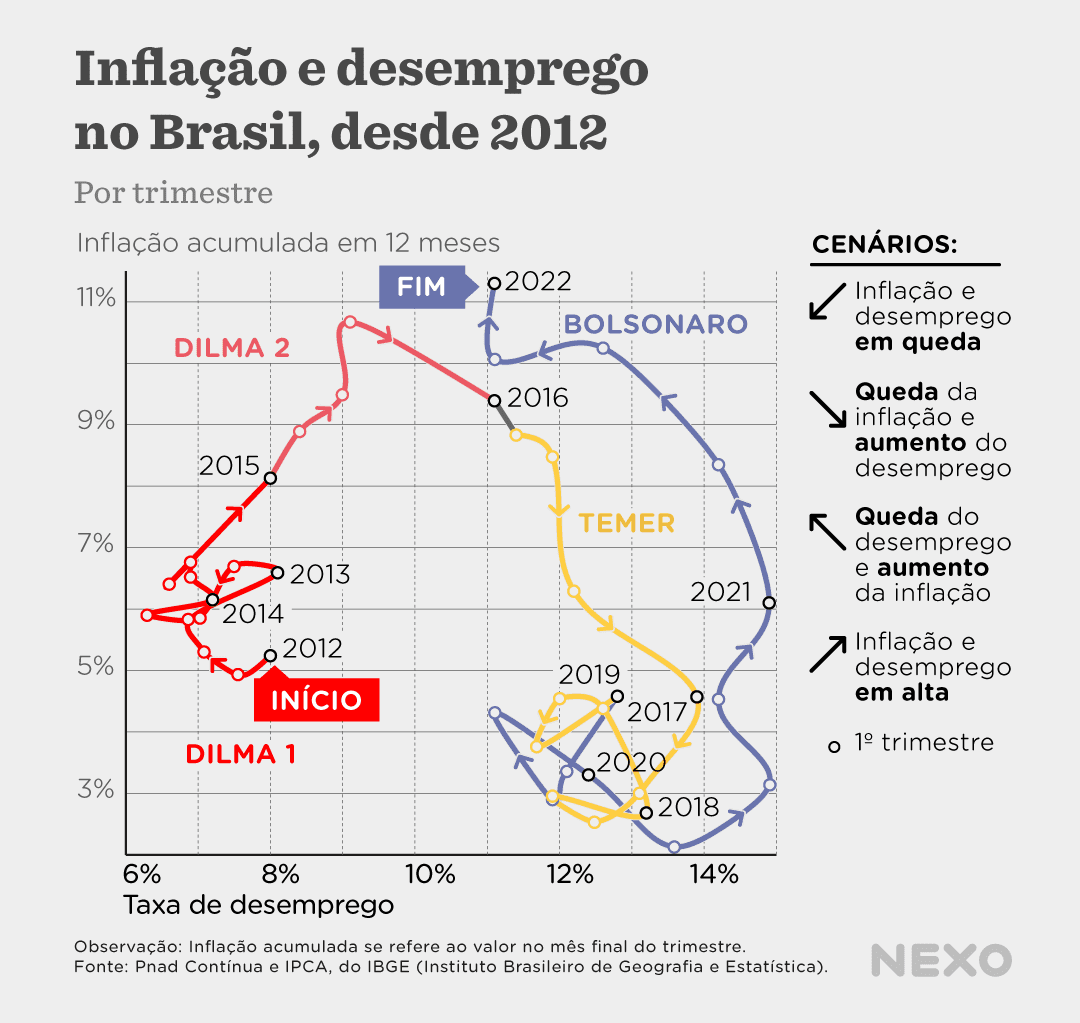 Inflação e desemprego
no Brasil, desde 2012
Por trimestre
Inflação acumulada em 12 meses
11%
9%
7%
5%
3%
6%
8%
10%
12%
14%
Taxa de desemprego
DILMA 2
FIM
2022
BOLSONARO
2016
2015
TEMER
2013
2014
2012
INÍCIO
DILMA 1
2021
2019
2017
2020
2018
CENÁRIOS:
Inflação e
desemprego
em queda
Queda da
inflação e
aumento do
desemprego
Queda do
desemprego
e aumento
da inflação
Inflação e
desemprego
em alta
1º trimestre
Observação: Inflação acumulada se refere ao valor no mês final do trimestre.
Fonte: Pnad Contínua e IPCA, do IBGE (Instituto Brasileiro de Geografia e Estatística).
NEXO